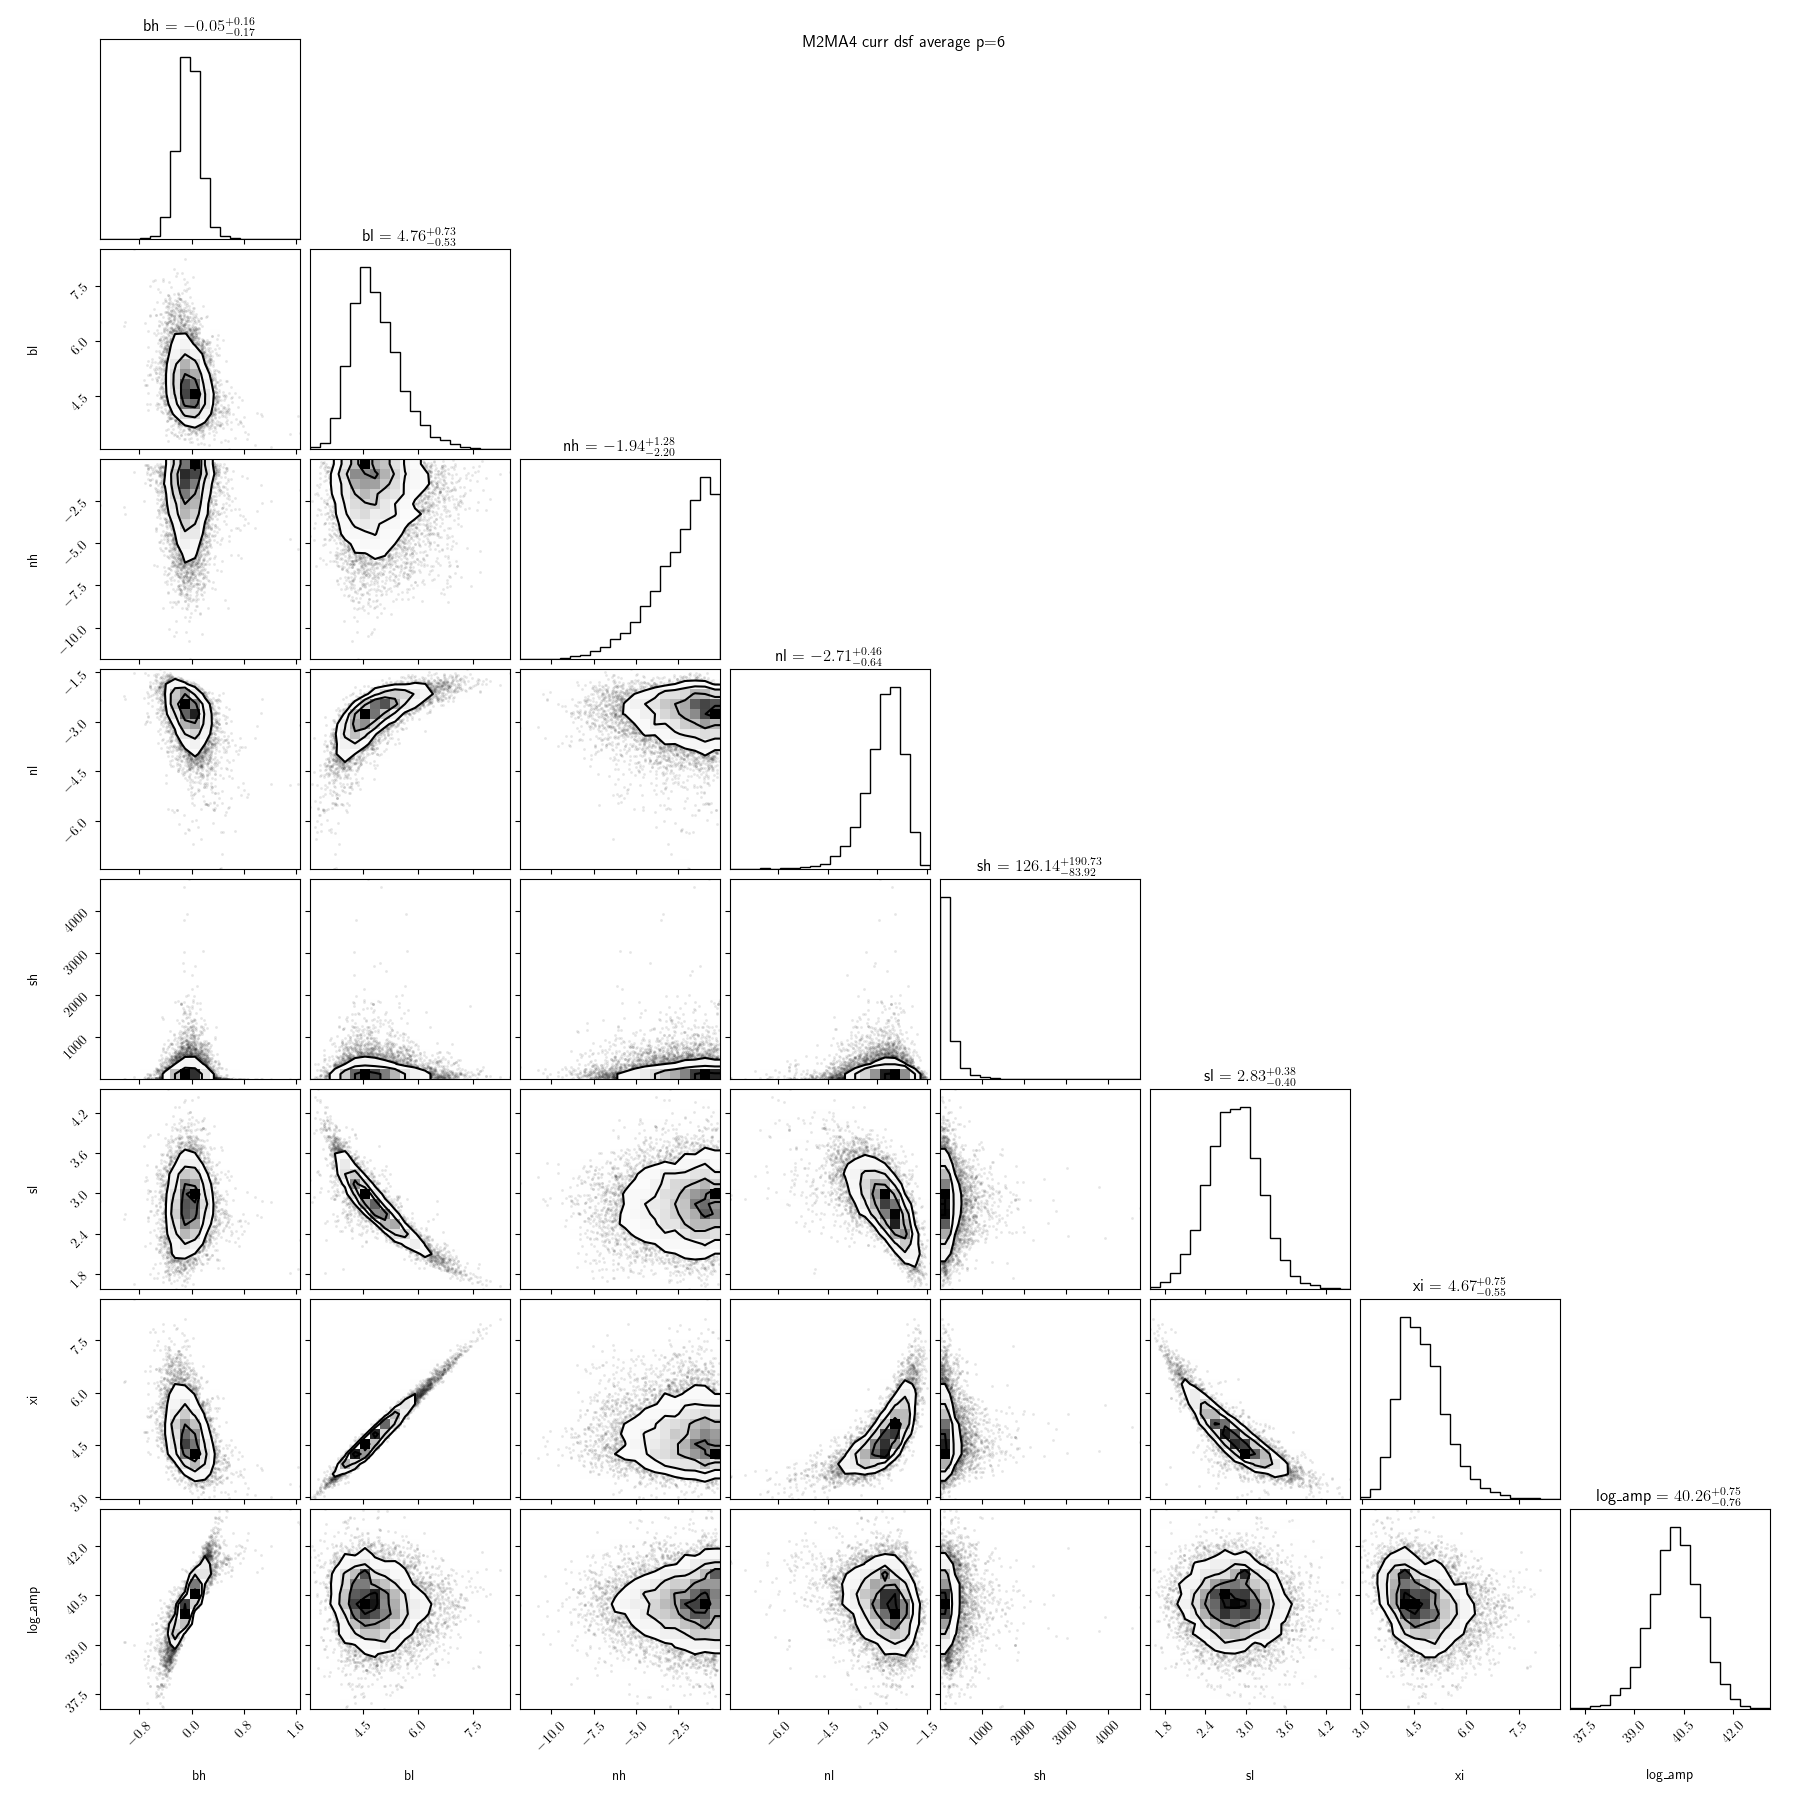 M2MA4 curr dsf average p=6
bh = −0.05 +0.16 −0.17
bl = 4.76 +0.73 −0.53
7.5
6.0
4.5
bl
nh = −1.94 +1.28 −2.20
−2.5
−5.0
−7.5
−10.0
nh
nl = −2.71 +0.46 −0.64
−1.5
−3.0
−4.5
−6.0
nl
sh = 126.14 +190.73 −83.92
4000
3000
2000
1000
sh
sl = 2.83 +0.38 −0.40
4.2
3.6
3.0
2.4
1.8
sl
xi = 4.67 +0.75 −0.55
7.5
6.0
4.5
3.0
xi
log_amp = 40.26 +0.75 −0.76
42.0
40.5
39.0
37.5
log_amp
−0.8 0.0 0.8 1.6 4.5 6.0 7.5 −10.0 −7.5 −5.0 −2.5 −6.0 −4.5 −3.0 −1.5 1000 2000 3000 4000 1.8 2.4 3.0 3.6 4.2 3.0 4.5 6.0 7.5 37.5 39.0 40.5 42.0
bh bl nh nl sh sl xi log_amp